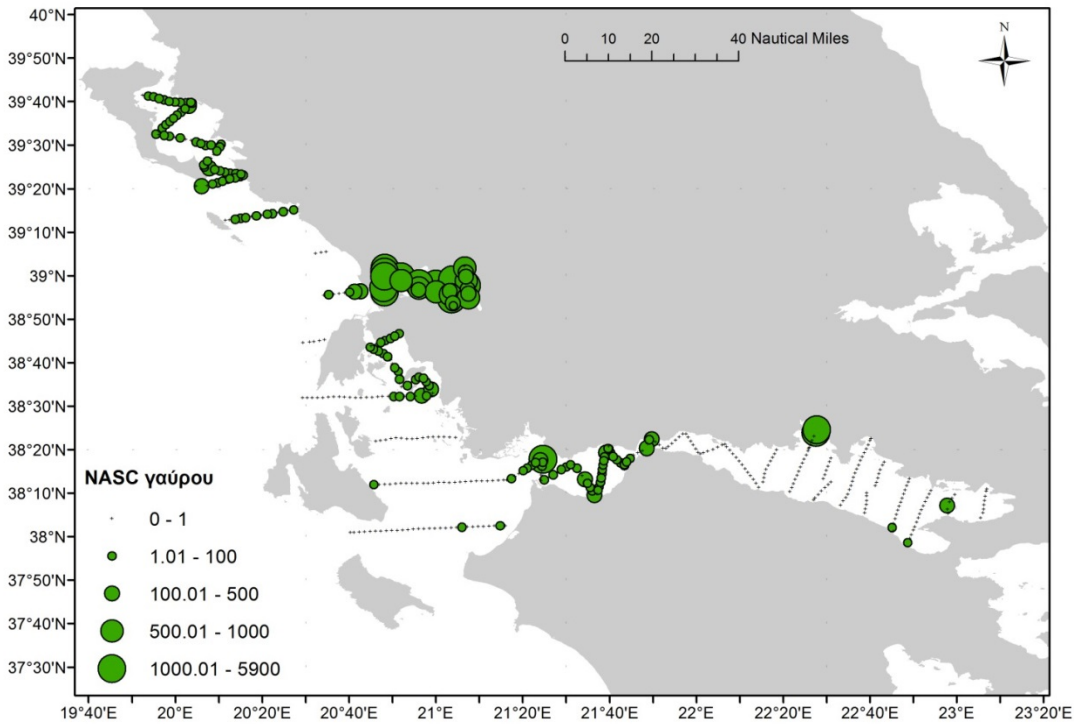 40°N
0 10 20 40 Nautical Miles
N
39°50'N
39°40'N
39°30'N
39°20'N
39°10'N
39°N
38°50'N
38°40'N
38°30'N
38°20'N
38°10'N
38°N
37°50'N
37°40'N
37°30'N
NASC γαύρου
0 - 1
1.01 - 100
100.01 - 500
500.01 - 1000
1000.01 - 5900
19°40'E 20°E 20°20'E 20°40'E 21°E 21°20'E 21°40'E 22°E 22°20'E 22°40'E 23°E 23°20'E